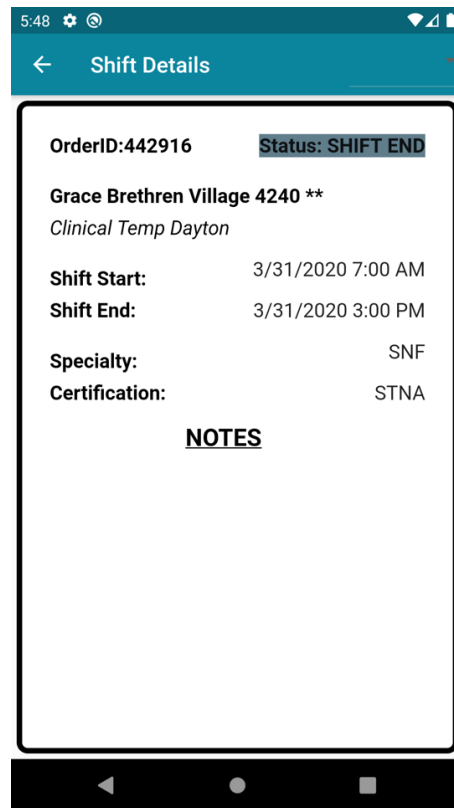 5:48
Shift Details
OrderID:442916 Status: SHIFT END
Grace Brethren Village 4240 **
Clinical Temp Dayton
Shift Start: 3/31/2020 7:00 AM
Shift End: 3/31/2020 3:00 PM
Specialty: SNF
Certification: STNA
NOTES